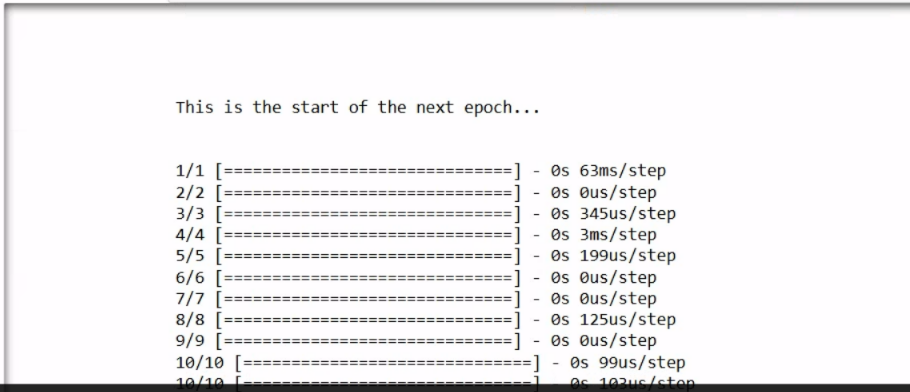 This is the start of the next epoch...
1/1 [==============================] - 0s 63ms/step
2/2 [==============================] - 0s 0us/step
3/3 [==============================] - 0s 345us/step
4/4 [==============================] - 0s 3ms/step
5/5 [==============================] - 0s 199us/step
6/6 [==============================] - 0s 0us/step
7/7 [==============================] - 0s 0us/step
8/8 [==============================] - 0s 125us/step
9/9 [==============================] - 0s 0us/step
10/10 [==============================] - 0s 99us/step
10/10 [==============================] - 0s 103us/step